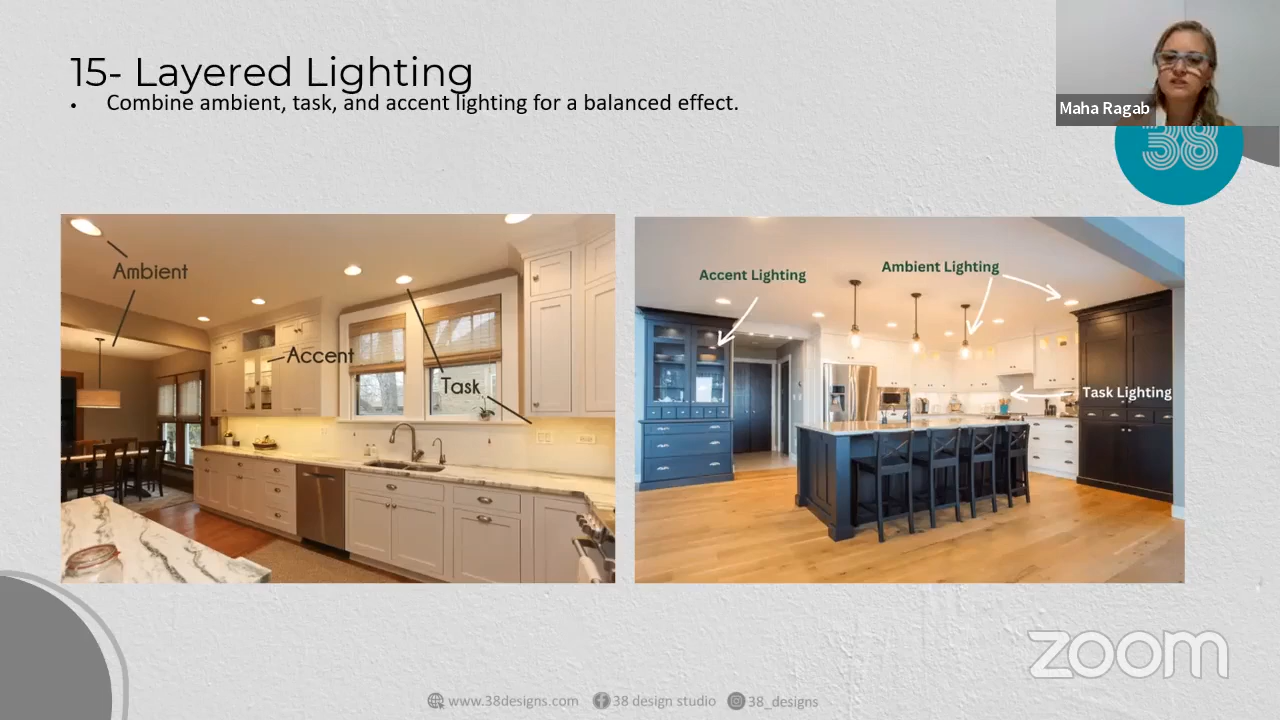 15- Layered Lighting
• Combine ambient, task, and accent lighting for a balanced effect.
Maha Ragab
38
Ambient
Accent
Task
Accent Lighting
Ambient Lighting
Task Lighting
zoom
www.38designs.com
38 design studio
38_designs